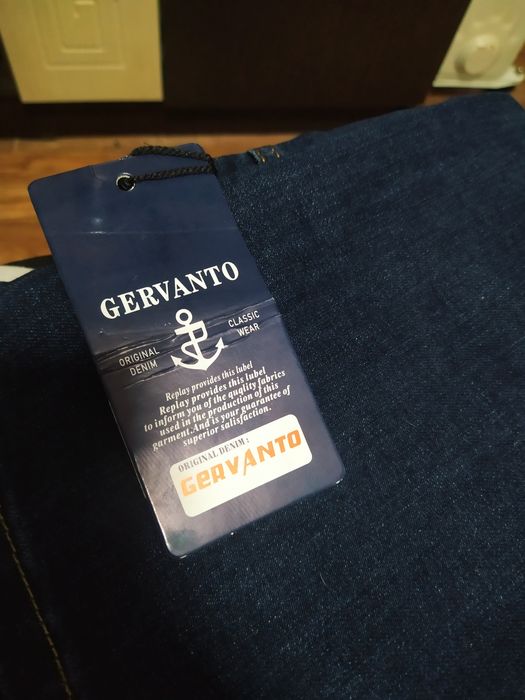 GERVANTO
ORIGINAL DENIM
CLASSIC WEAR
Replay provides this label
Replay provides this label
to inform you of the quqlity fabrics
used in the production of this
garment.And is your guarantee of
superior satisfaction.
ORIGINAL DENIM:
GERVANTO